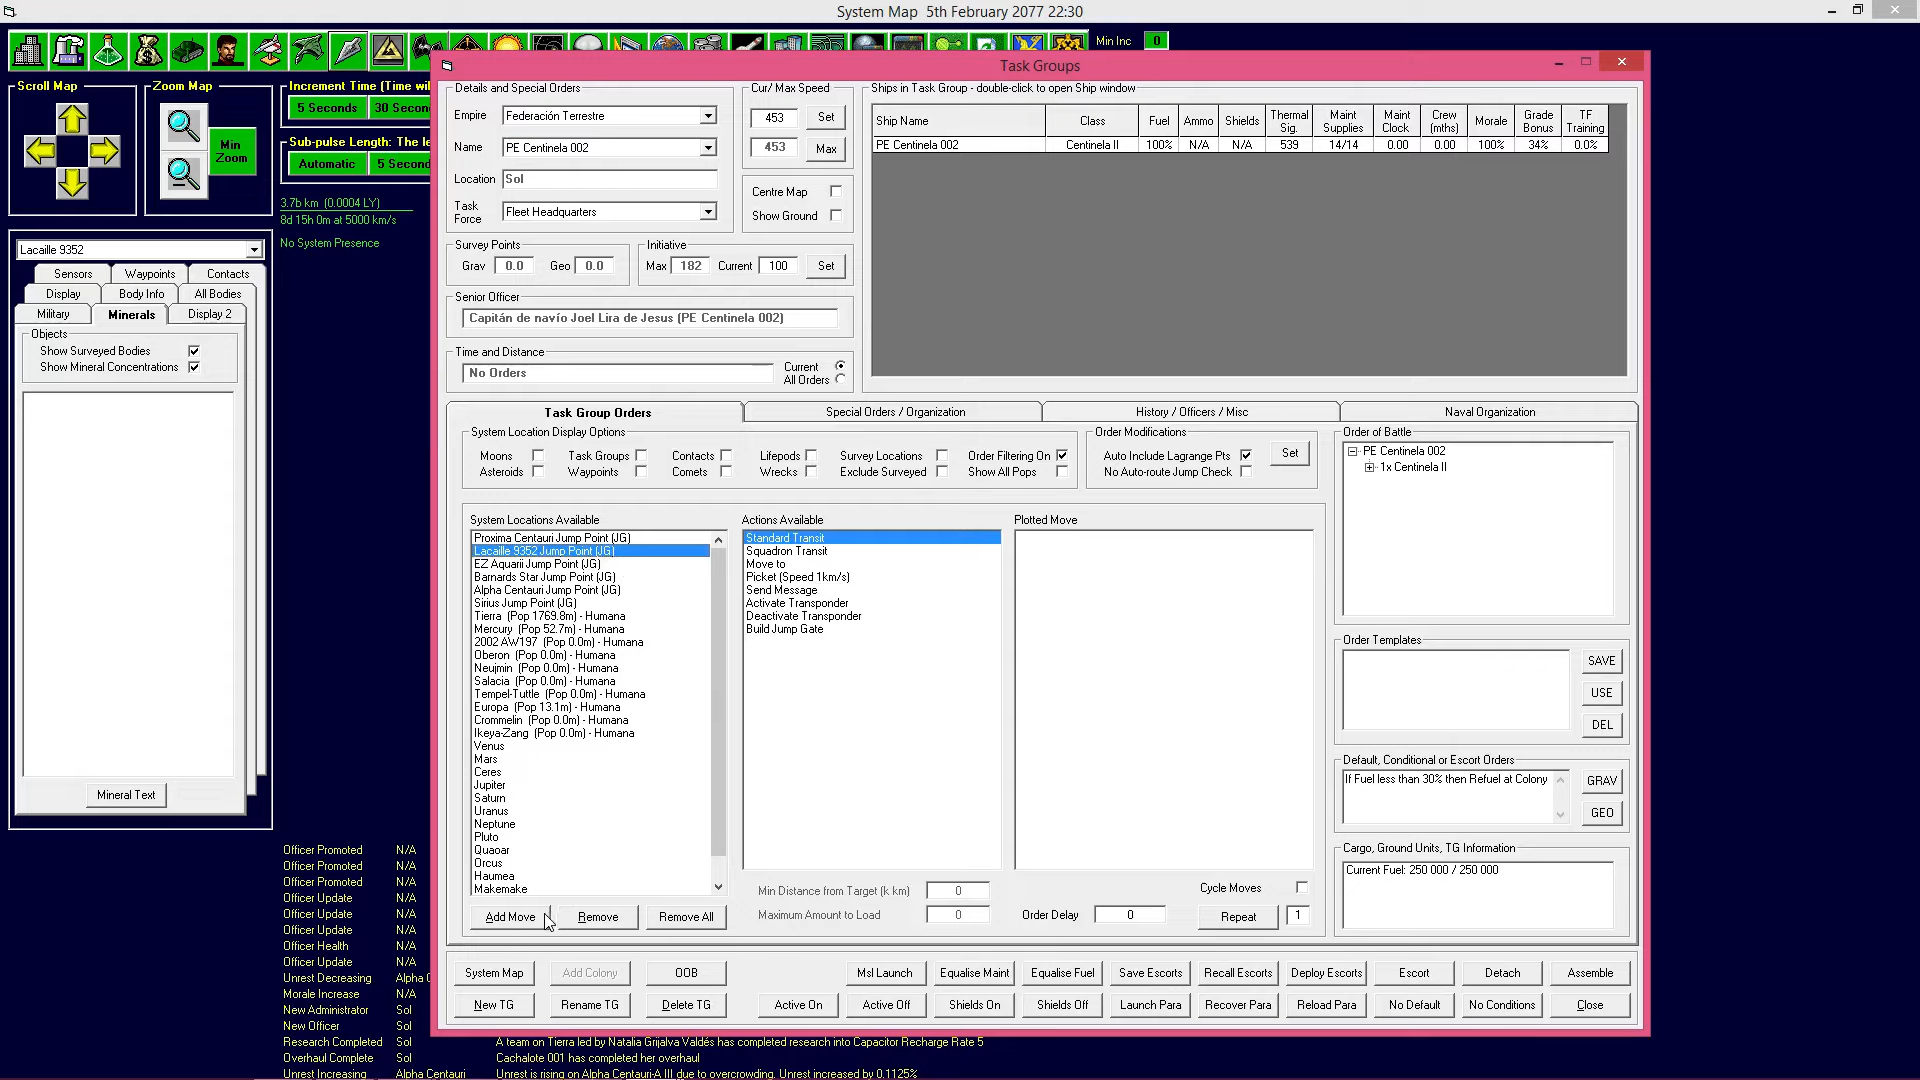 System Map  5th February 2077 22:30
Min Inc 0
Scroll Map
Zoom Map
Min Zoom
Increment Time (Time wil
5 Seconds
30 Secon
Sub-pulse Length: The le
Automatic
5 Second
3.7b km (0.0004 LY)
8d 15h 0m at 5000 km/s
No System Presence
Lacaille 9352
Sensors
Waypoints
Contacts
Display
Body Info
All Bodies
Military
Minerals
Display 2
Objects
Show Surveyed Bodies
Show Mineral Concentrations
Mineral Text
Task Groups
Details and Special Orders
Empire Federación Terrestre
Name PE Centinela 002
Location Sol
Task Force Fleet Headquarters
Cur/ Max Speed
453 Set
453 Max
Centre Map
Show Ground
Survey Points
Grav 0.0 Geo 0.0
Initiative
Max 182 Current 100 Set
Senior Officer
Capitán de navío Joel Lira de Jesus (PE Centinela 002)
Time and Distance
No Orders
Current
All Orders
Ships in Task Group - double-click to open Ship window
Ship Name Class Fuel Ammo Shields Thermal Sig. Maint Supplies Maint Clock Crew (mths) Morale Grade Bonus TF Training
PE Centinela 002 Centinela II 100% N/A N/A 539 14/14 0.00 0.00 100% 34% 0.0%
Task Group Orders
Special Orders / Organization
History / Officers / Misc
Naval Organization
System Location Display Options
Moons Task Groups Contacts Lifepods Survey Locations Order Filtering On
Asteroids Waypoints Comets Wrecks Exclude Surveyed Show All Pops
Order Modifications
Auto Include Lagrange Pts
No Auto-route Jump Check
Set
System Locations Available
Proxima Centauri Jump Point (JG)
Lacaille 9352 Jump Point (JG)
EZ Aquarii Jump Point (JG)
Barnards Star Jump Point (JG)
Alpha Centauri Jump Point (JG)
Sirius Jump Point (JG)
Tierra  (Pop 1769.8m) - Humana
Mercury  (Pop 52.7m) - Humana
2002 AW197  (Pop 0.0m) - Humana
Oberon  (Pop 0.0m) - Humana
Neujmin  (Pop 0.0m) - Humana
Salacia  (Pop 0.0m) - Humana
Tempel-Tuttle  (Pop 0.0m) - Humana
Europa  (Pop 13.1m) - Humana
Crommelin  (Pop 0.0m) - Humana
Ikeya-Zang  (Pop 0.0m) - Humana
Venus
Mars
Ceres
Jupiter
Saturn
Uranus
Neptune
Pluto
Quaoar
Orcus
Haumea
Makemake
Add Move
Remove
Remove All
Actions Available
Standard Transit
Squadron Transit
Move to
Picket (Speed 1km/s)
Send Message
Activate Transponder
Deactivate Transponder
Build Jump Gate
Min Distance from Target (k km) 0
Maximum Amount to Load 0
Plotted Move
Cycle Moves
Order Delay 0
Repeat 1
Order of Battle
PE Centinela 002
1x Centinela II
Order Templates
SAVE
USE
DEL
Default, Conditional or Escort Orders
If Fuel less than 30% then Refuel at Colony
GRAV
GEO
Cargo, Ground Units, TG Information
Current Fuel: 250 000 / 250 000
System Map
Add Colony
OOB
Msl Launch
Equalise Maint
Equalise Fuel
Save Escorts
Recall Escorts
Deploy Escorts
Escort
Detach
Assemble
New TG
Rename TG
Delete TG
Active On
Active Off
Shields On
Shields Off
Launch Para
Recover Para
Reload Para
No Default
No Conditions
Close
Officer Promoted N/A
Officer Promoted N/A
Officer Promoted N/A
Officer Update N/A
Officer Update N/A
Officer Update N/A
Officer Health N/A
Officer Update N/A
Unrest Decreasing Alpha C
Morale Increase N/A
New Administrator Sol
New Officer Sol
Research Completed Sol A team on Tierra led by Natalia Grijalva Valdés has completed research into Capacitor Recharge Rate 5
Overhaul Complete Sol Cachalote 001 has completed her overhaul
Unrest Increasing Alpha Centauri Unrest is rising on Alpha Centauri-A III due to overcrowding. Unrest increased by 0.1125%